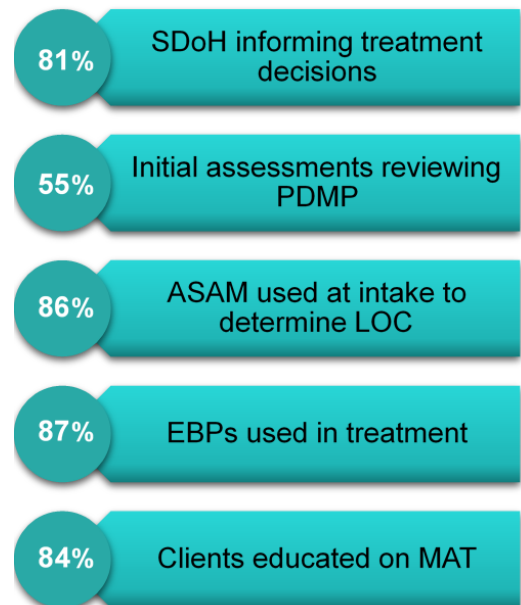 81%
SDoH informing treatment
decisions
55%
Initial assessments reviewing
PDMP
86%
ASAM used at intake to
determine LOC
87%
EBPs used in treatment
84%
Clients educated on MAT